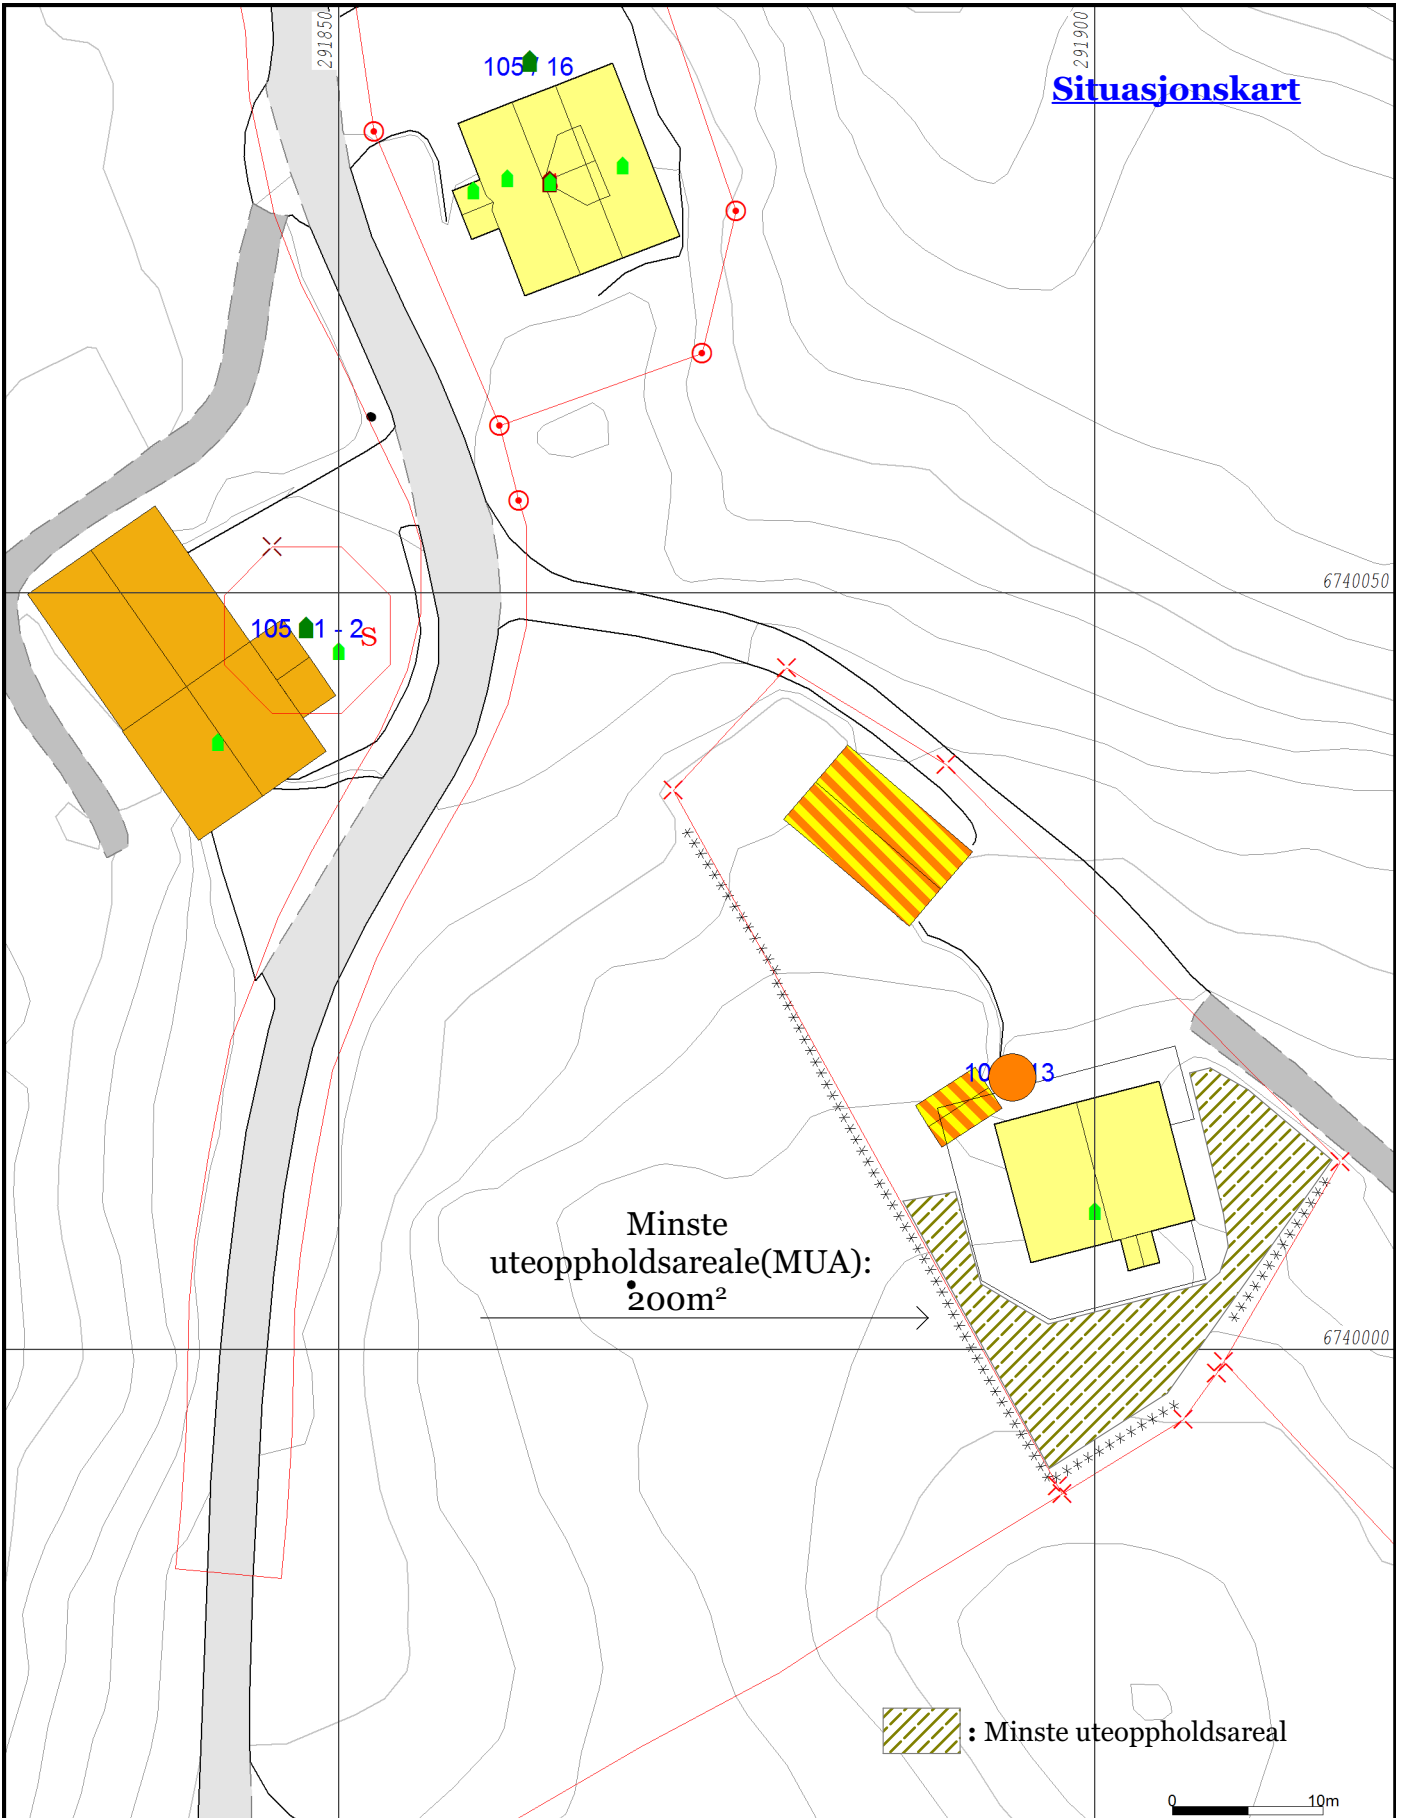 291850
291900
Situasjonskart
105 / 16
6740050
105 1 - 2
S
13
Minste
uteoppholdsareale(MUA):
200m²
6740000
: Minste uteoppholdsareal
0 10m